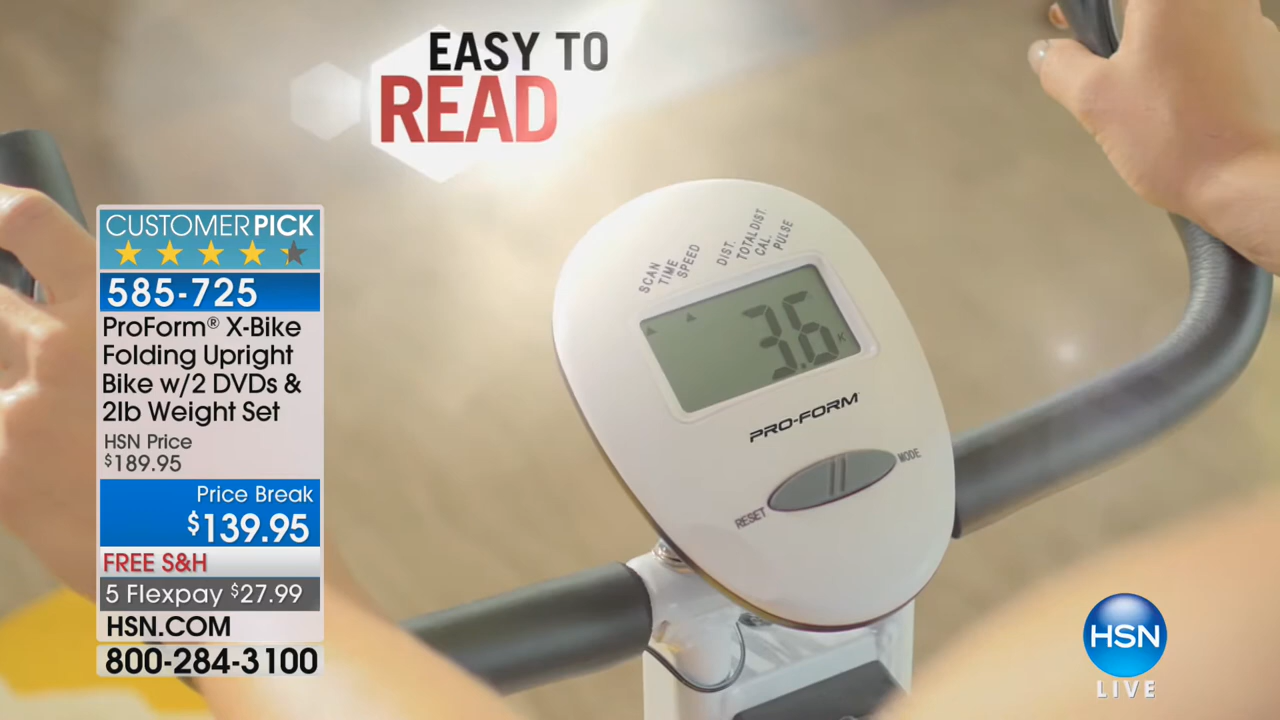 EASY TO
READ
CUSTOMER PICK
585-725
ProForm® X-Bike
Folding Upright
Bike w/2 DVDs &
2lb Weight Set
HSN Price
$189.95
Price Break
$139.95
FREE S&H
5 Flexpay $27.99
HSN.COM
800-284-3100
SCAN
TIME
SPEED
DIST.
TOTAL DIST.
CAL.
PULSE
3.6
K
PRO-FORM
RESET
MODE
HSN
LIVE